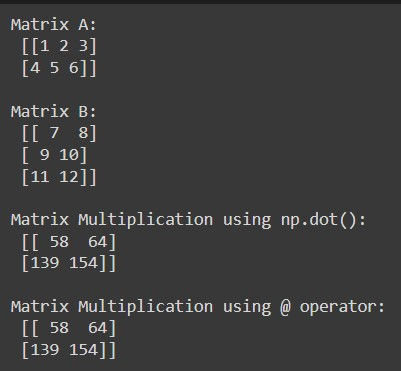 Matrix A:
[[1 2 3]
[4 5 6]]
Matrix B:
[[ 7  8]
[ 9 10]
[11 12]]
Matrix Multiplication using np.dot():
[[ 58  64]
[139 154]]
Matrix Multiplication using @ operator:
[[ 58  64]
[139 154]]